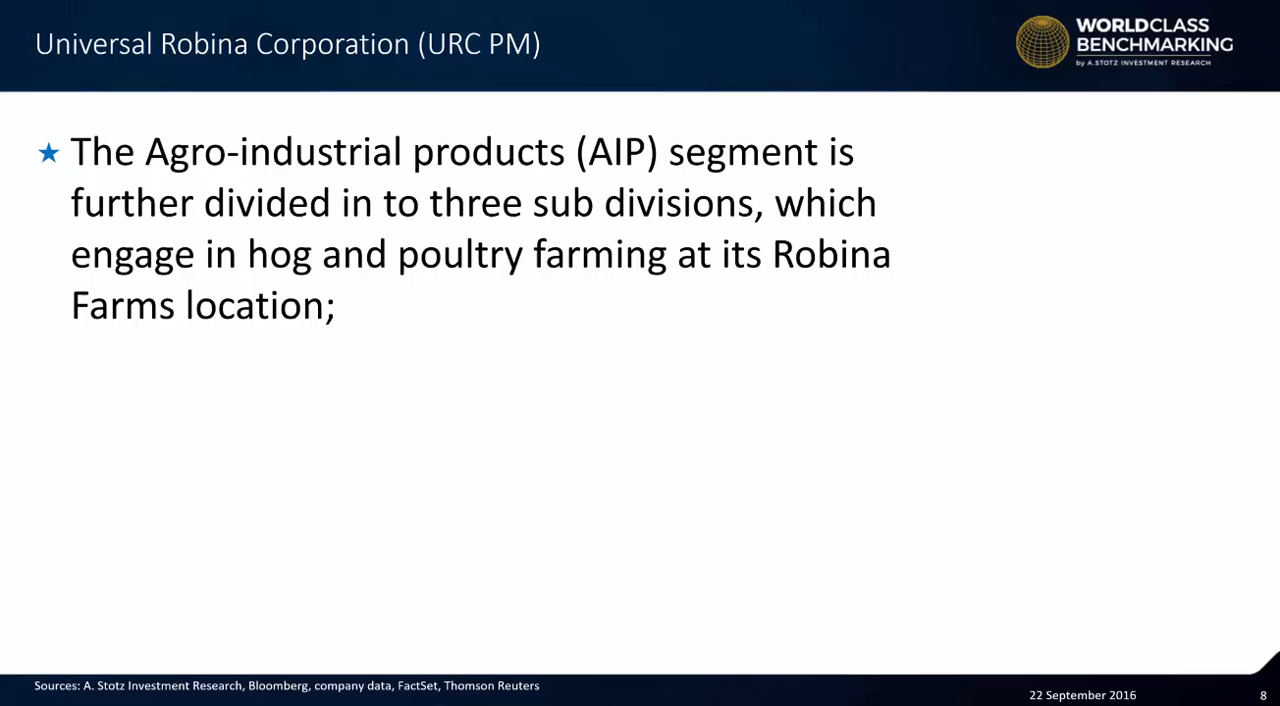 Universal Robina Corporation (URC PM)
WORLDCLASS
BENCHMARKING
by A.STOTZ INVESTMENT RESEARCH
The Agro-industrial products (AIP) segment is
further divided in to three sub divisions, which
engage in hog and poultry farming at its Robina
Farms location;
Sources: A. Stotz Investment Research, Bloomberg, company data, FactSet, Thomson Reuters
22 September 2016
8